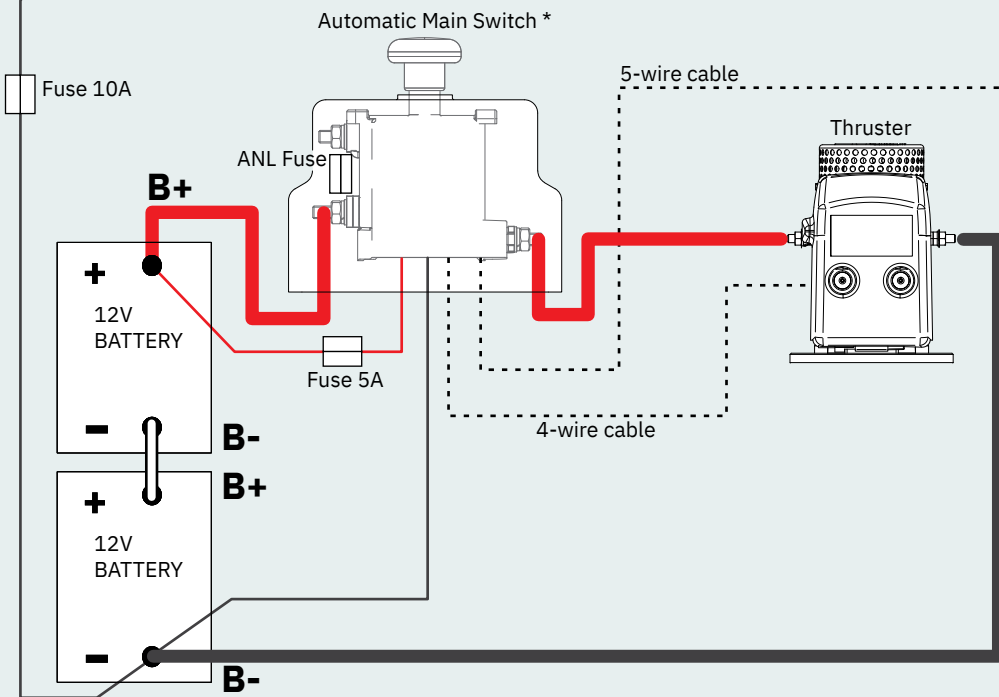 Automatic Main Switch *
5-wire cable
Fuse 10A
Thruster
ANL Fuse
B+
+
12V
BATTERY
Fuse 5A
4-wire cable
-
B-
+
B+
12V
BATTERY
-
B-